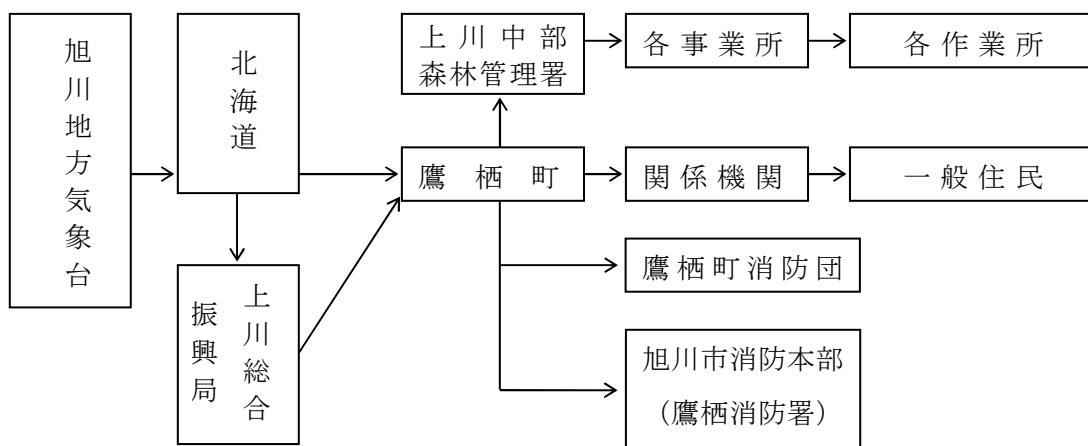 旭川地方気象台
北海道
上川総合
振興局
上川中部
森林管理署
各事業所
各作業所
鷹栖町
関係機関
一般住民
鷹栖町消防団
旭川市消防本部
（鷹栖消防署）